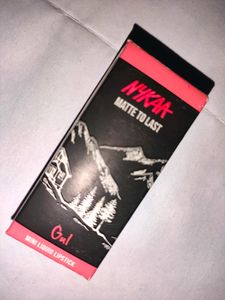 NYKAA
MATTE TO LAST
Gul
MINI LIQUID LIPSTICK